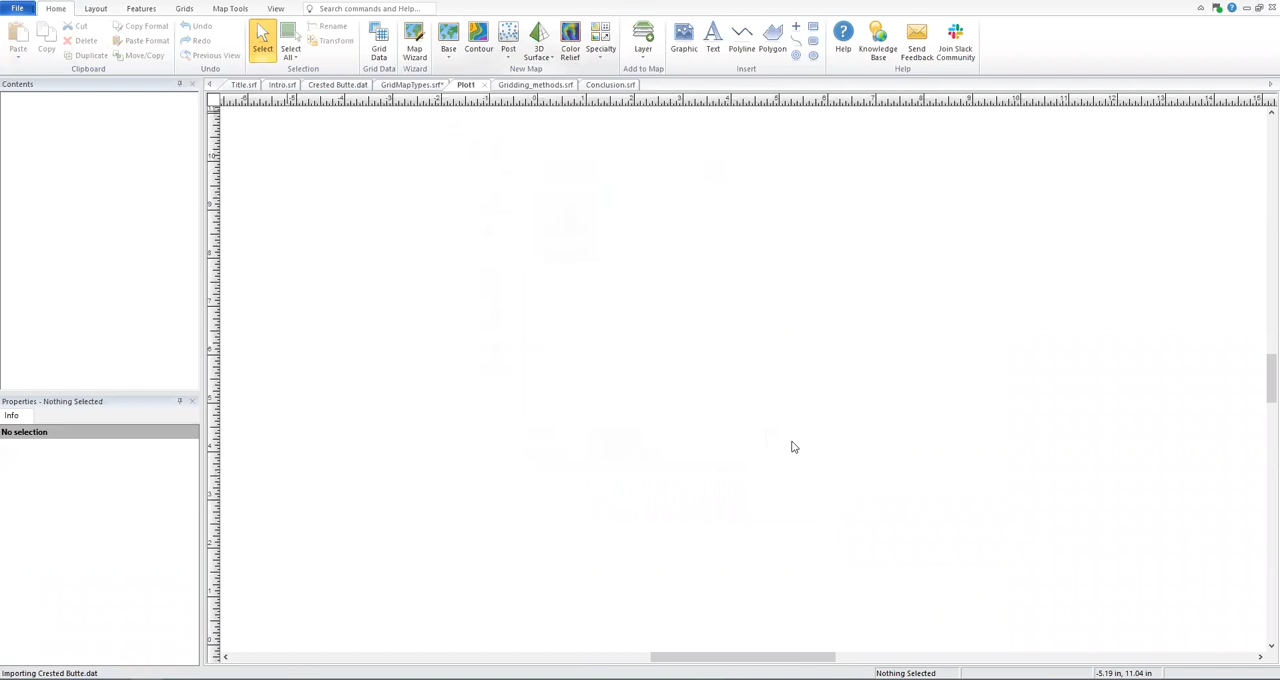 File Home Layout Features Grids Map Tools View Search commands and Help...
Paste Copy Cut Delete Duplicate Copy Format Paste Format Move/Copy
Clipboard
Undo Redo Previous View
Undo
Select Select All Rename Transform
Selection
Grid Data
Grid Data
Map Wizard
Wizard
Base Contour Post 3D Surface Color Relief Specialty
New Map
Layer
Add to Map
Graphic Text Polyline Polygon
Insert
Help Knowledge Base Send Feedback Join Slack Community
Help
Contents
Title.srf Intro.srf Crested Butte.dat GridMapTypes.srf* Plot1 Gridding_methods.srf Conclusion.srf
Properties - Nothing Selected
Info
No selection
Importing Crested Butte.dat
Nothing Selected
-5.19 in, 11.04 in